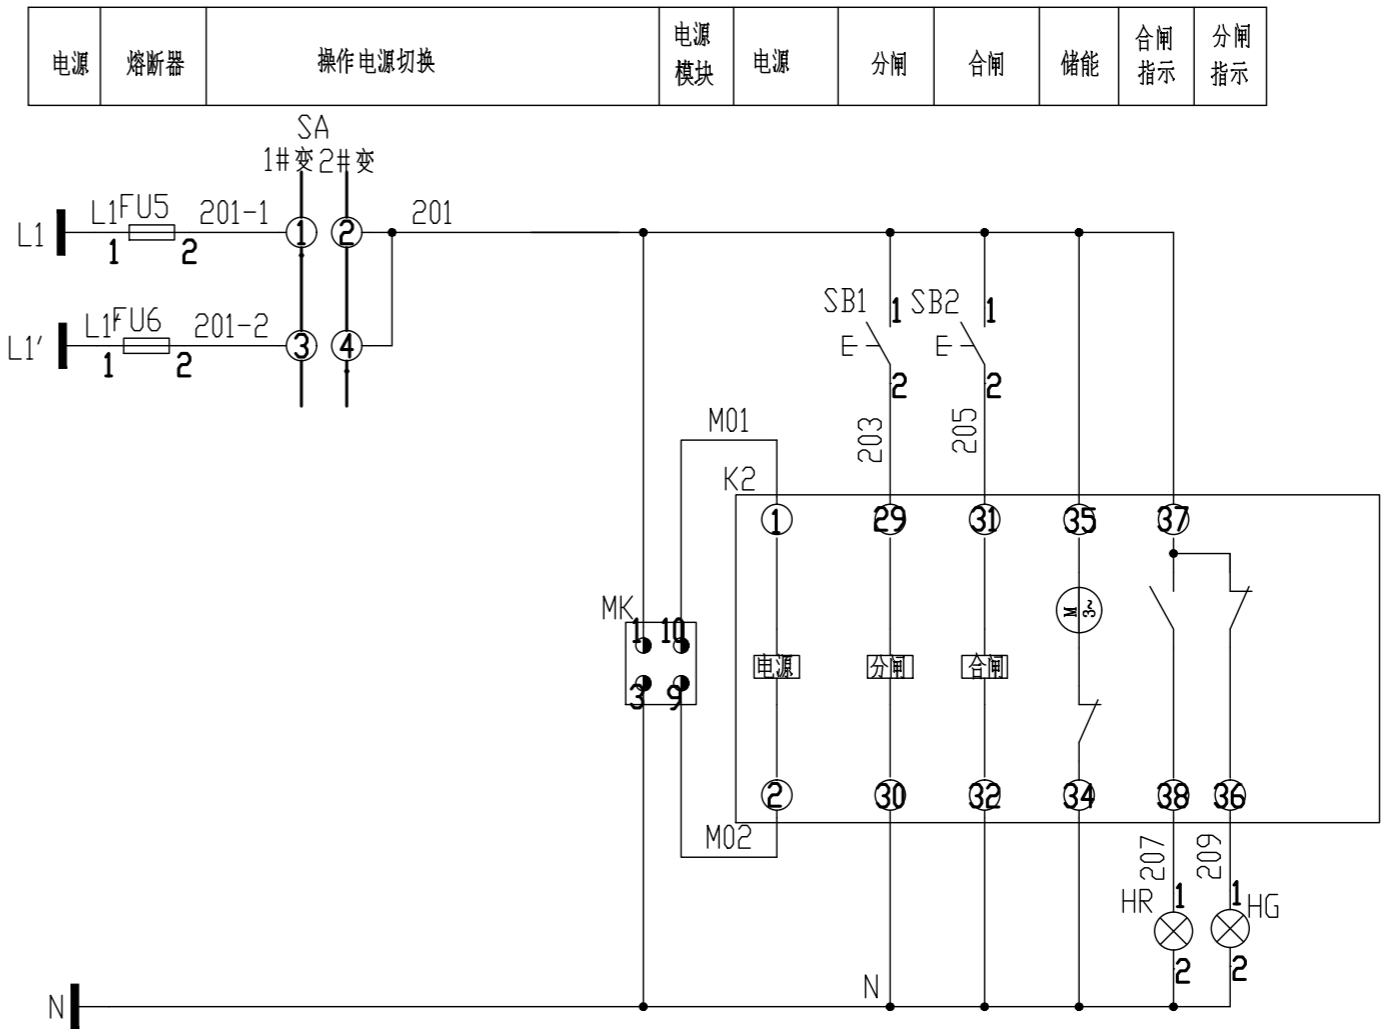 电源 熔断器 操作电源切换 电源模块 电源 分闸 合闸 储能 合闸指示 分闸指示
SA
1#变 2#变
L1 L1 FU5 201-1 1 2 201
1 2
L1' L1' FU6 201-2 3 4
1 2
SB1 1 SB2 1
E E
2 2
203 205
M01
K2
1 29 31 35 37
MK 1 10
M 3~
电源 分闸 合闸
3 9
2 30 32 34 38 36
M02
207 209
HR 1 1 HG
2 2
N N